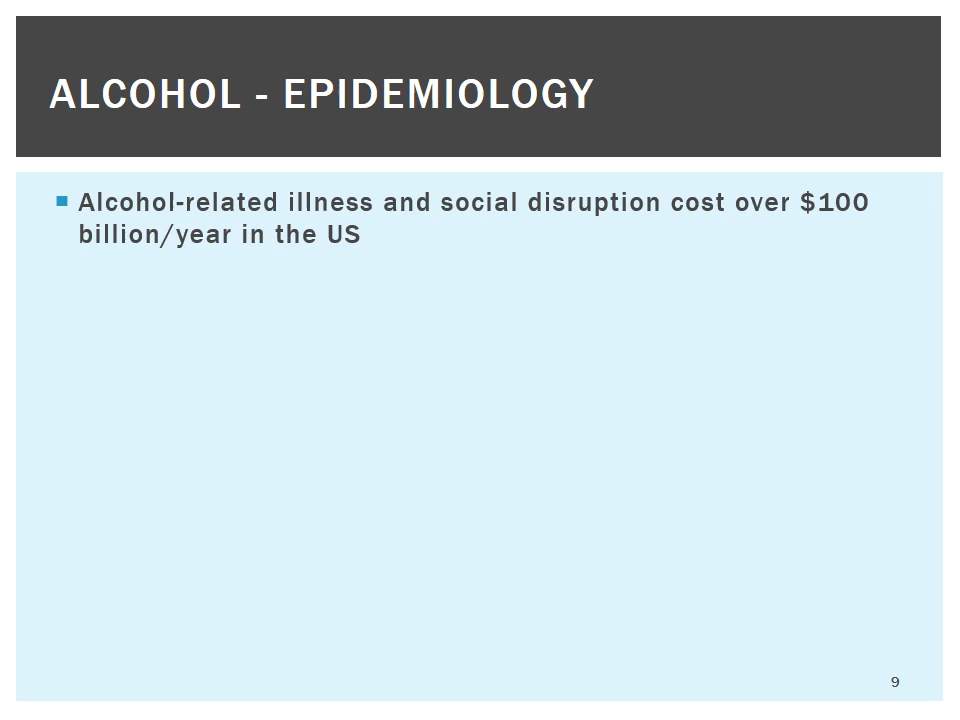 ALCOHOL - EPIDEMIOLOGY
Alcohol-related illness and social disruption cost over $100
billion/year in the US
9